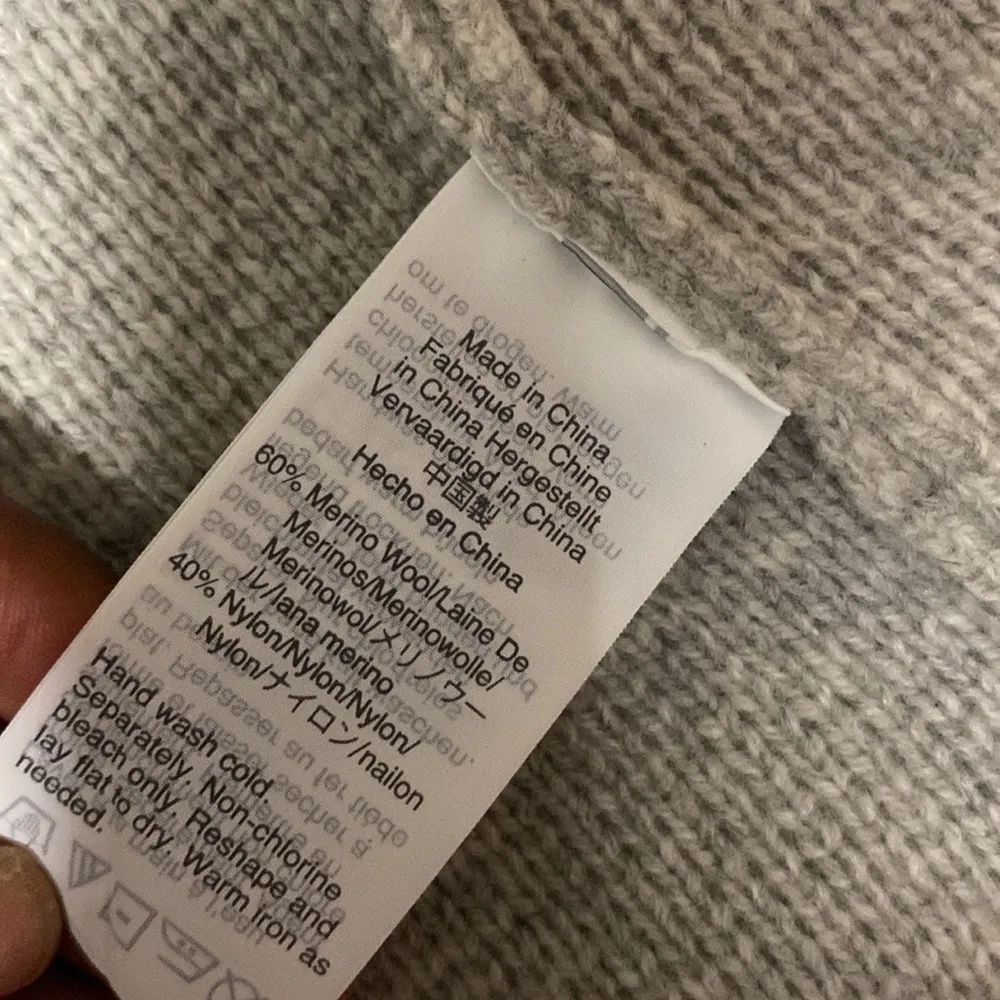 Made in China
Fabriqué en Chine
in China Hergestellt
Vervaardigd in China
中国製
Hecho en China
60% Merino Wool/Laine De
Merinos/Merinowolle/
Merinowol/メリノウー
ル/lana merino
40% Nylon/Nylon/Nylon/
Nylon/ナイロン/nailon
Hand wash cold
Separately. Non-chlorine
bleach only. Reshape and
lay flat to dry. Warm iron as
needed.